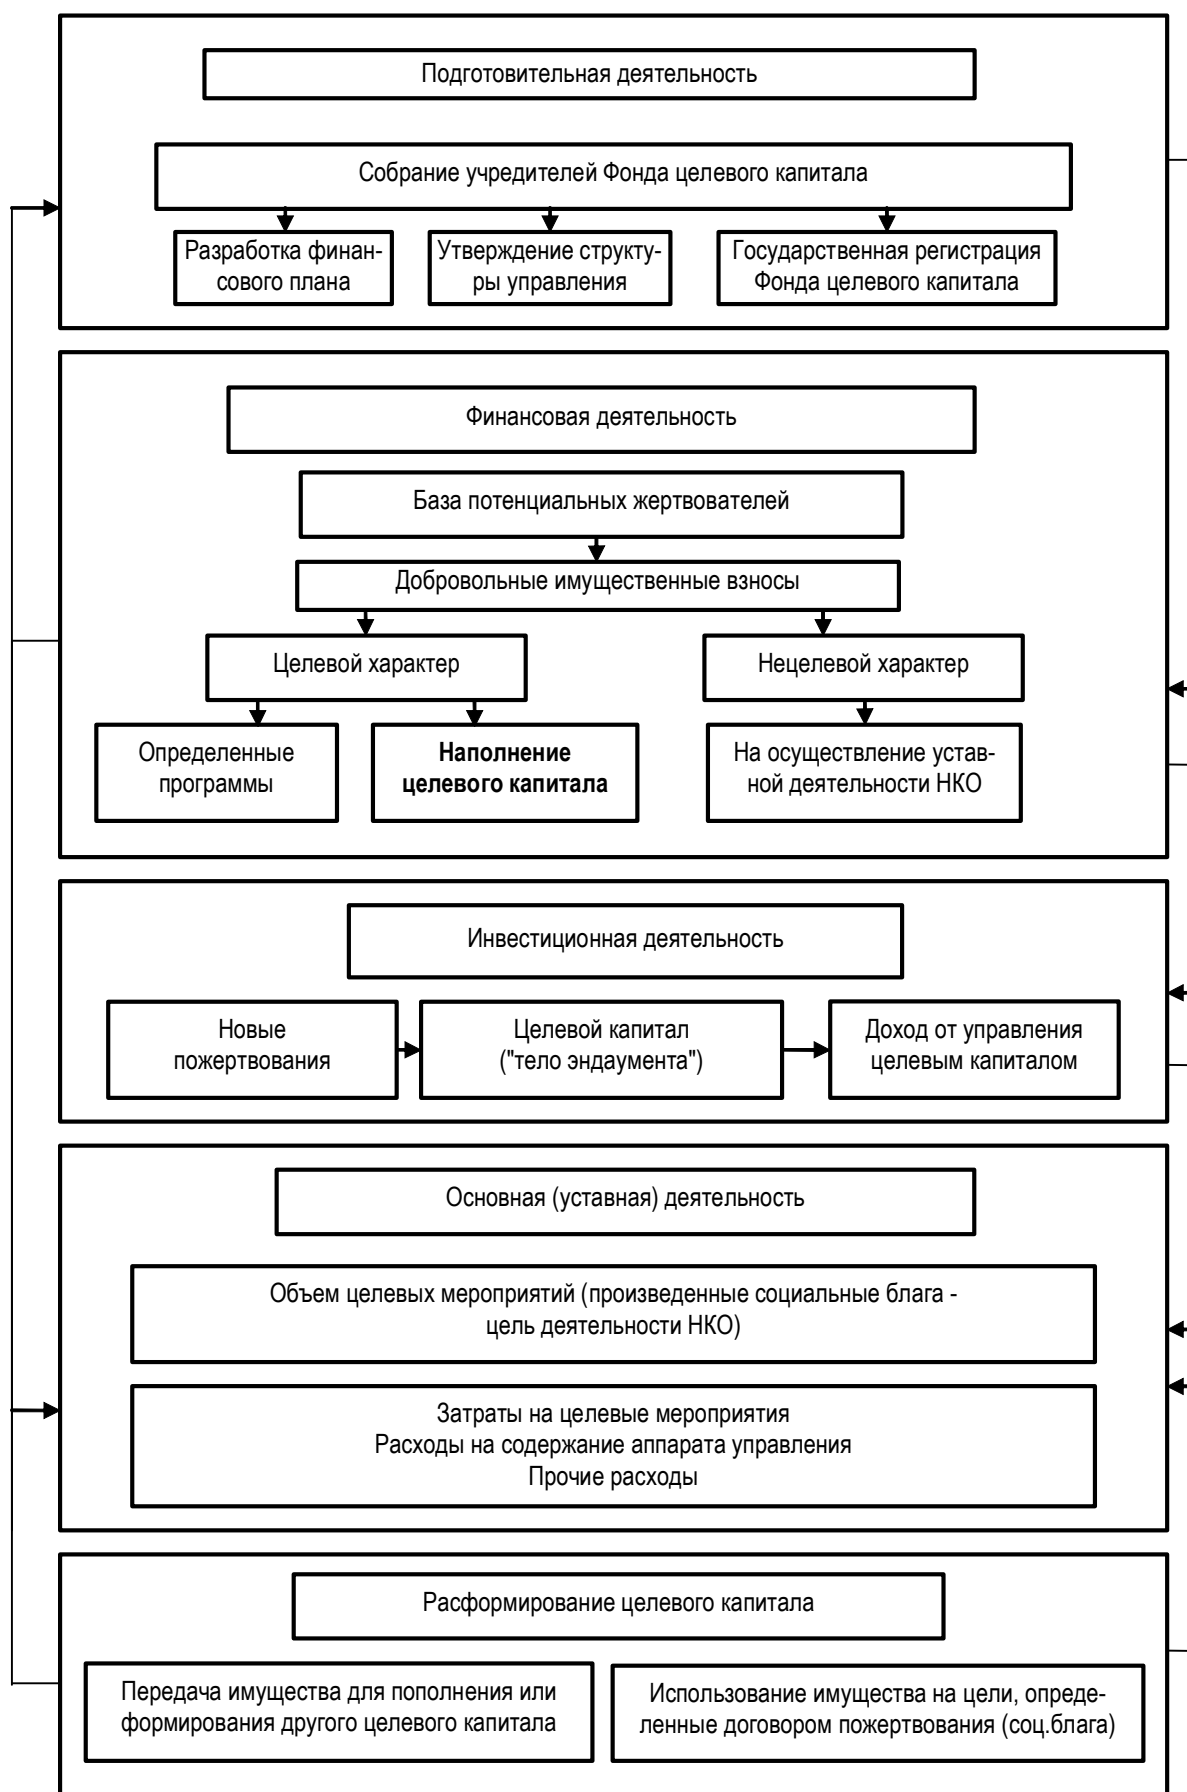 Подготовительная деятельность
Собрание учредителей Фонда целевого капитала
Разработка финан-
сового плана
Утверждение структу-
ры управления
Государственная регистрация
Фонда целевого капитала
Финансовая деятельность
База потенциальных жертвователей
Добровольные имущественные взносы
Целевой характер
Нецелевой характер
Определенные
программы
Наполнение
целевого капитала
На осуществление устав-
ной деятельности НКО
Инвестиционная деятельность
Новые
пожертвования
Целевой капитал
("тело эндаумента")
Доход от управления
целевым капиталом
Основная (уставная) деятельность
Объем целевых мероприятий (произведенные социальные блага -
цель деятельности НКО)
Затраты на целевые мероприятия
Расходы на содержание аппарата управления
Прочие расходы
Расформирование целевого капитала
Передача имущества для пополнения или
формирования другого целевого капитала
Использование имущества на цели, опреде-
ленные договором пожертвования (соц.блага)